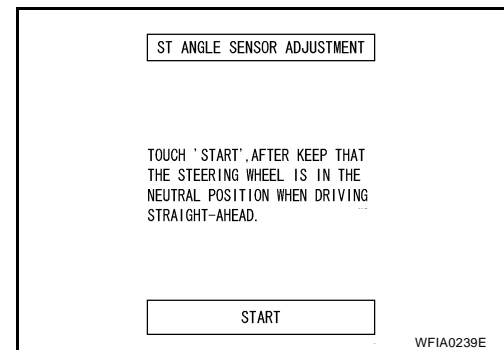 ST ANGLE SENSOR ADJUSTMENT
TOUCH 'START',AFTER KEEP THAT
THE STEERING WHEEL IS IN THE
NEUTRAL POSITION WHEN DRIVING
STRAIGHT-AHEAD.
START
WFIA0239E